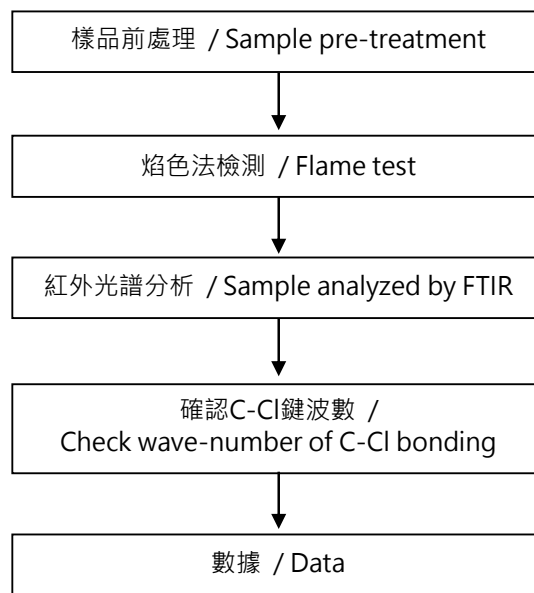 樣品前處理 / Sample pre-treatment
焰色法檢測 / Flame test
紅外光譜分析 / Sample analyzed by FTIR
確認C-Cl鍵波數 /
Check wave-number of C-Cl bonding
數據 / Data